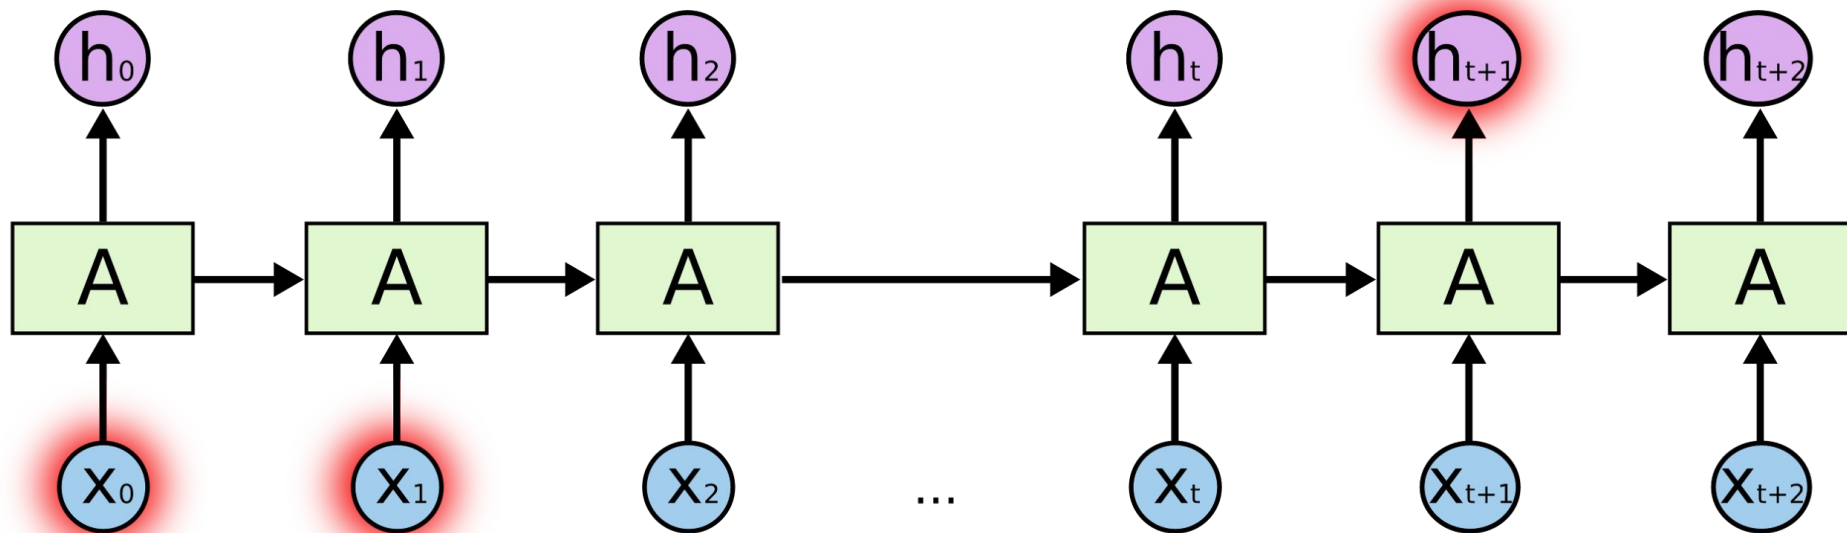 h0 h1 h2 ht ht+1 ht+2
A A A A A A
x0 x1 x2 ... xt xt+1 xt+2